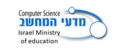 Computer Science
מדעי המחשב
Israel Ministry
of education